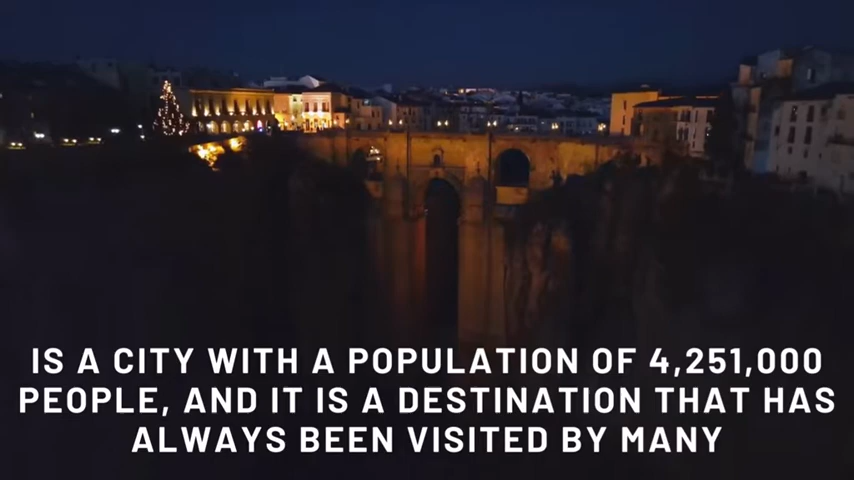 IS A CITY WITH A POPULATION OF 4,251,000
PEOPLE, AND IT IS A DESTINATION THAT HAS
ALWAYS BEEN VISITED BY MANY